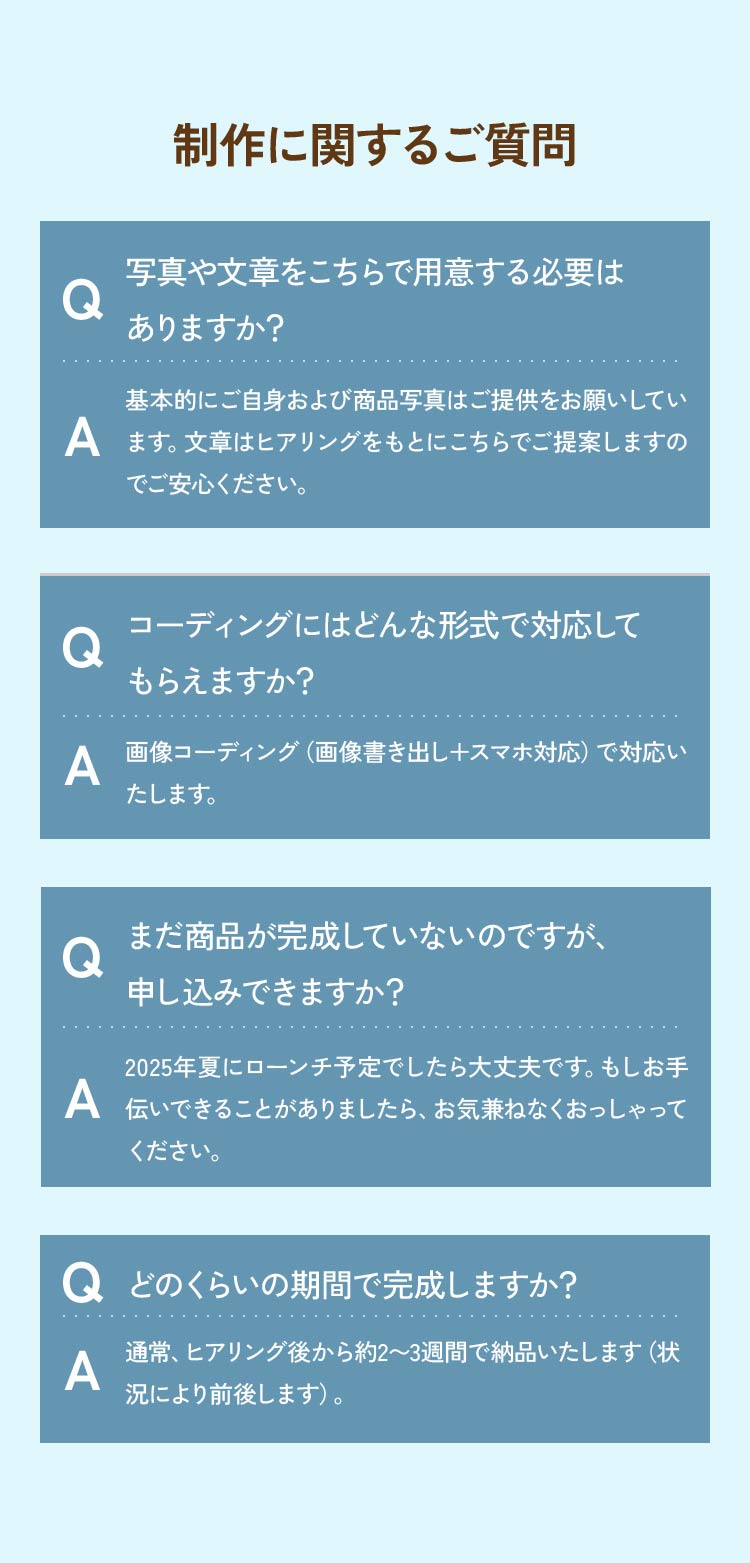 制作に関するご質問
Q 写真や文章をこちらで用意する必要は
ありますか?
A 基本的にご自身および商品写真はご提供をお願いしてい
ます。文章はヒアリングをもとにこちらでご提案しますの
でご安心ください。
Q コーディングにはどんな形式で対応して
もらえますか?
A 画像コーディング（画像書き出し＋スマホ対応）で対応い
たします。
Q まだ商品が完成していないのですが、
申し込みできますか?
A 2025年夏にローンチ予定でしたら大丈夫です。もしお手
伝いできることがありましたら、お気兼ねなくおっしゃって
ください。
Q どのくらいの期間で完成しますか?
A 通常、ヒアリング後から約2〜3週間で納品いたします（状
況により前後します）。